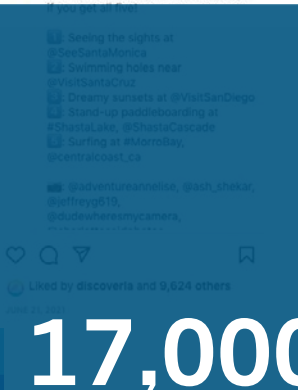 if you get all five!
: Seeing the sights at
@SeeSantaMonica
: Swimming holes near
@VisitSantaCruz
: Dreamy sunsets at @VisitSanDiego
: Stand-up paddleboarding at
#ShastaLake, @ShastaCascade
: Surfing at #MorroBay,
@centralcoast_ca
: @adventureannelise, @ash_shekar,
@jeffreyg619,
@dudewheresmycamera,
Liked by discoverla and 9,624 others
17,000